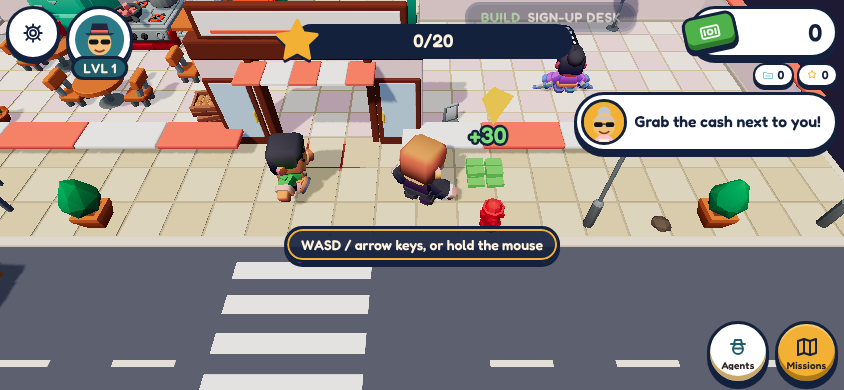 BUILD SIGN-UP DESK
0/20
0
LVL 1
0
0
Grab the cash next to you!
+30
WASD / arrow keys, or hold the mouse
Agents
Missions